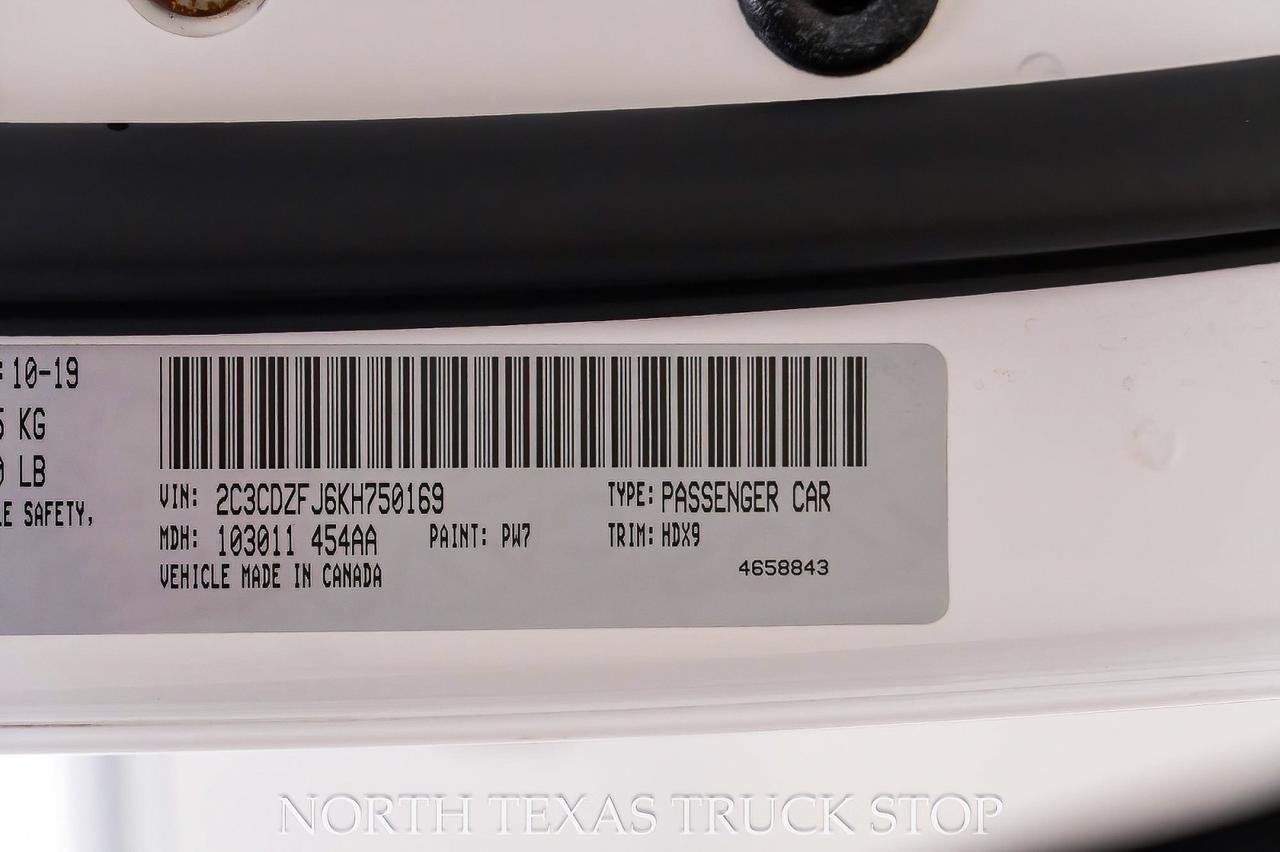 10-19
KG
LB
SAFETY,
VIN: 2C3CDZFJ6KH750169 TYPE: PASSENGER CAR
MDH: 103011 454AA PAINT: PW7 TRIM: HDX9
VEHICLE MADE IN CANADA 4658843
NORTH TEXAS TRUCK STOP